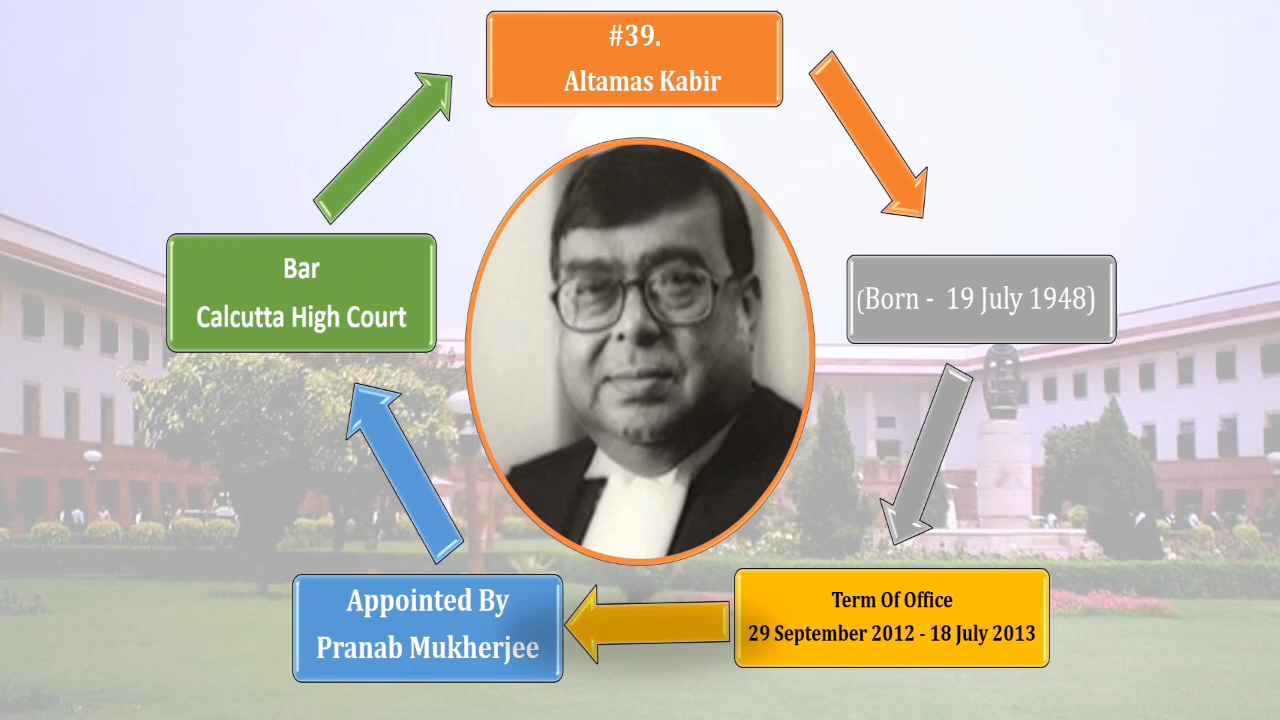 #39.
Altamas Kabir
(Born - 19 July 1948)
Term Of Office
29 September 2012 - 18 July 2013
Appointed By
Pranab Mukherjee
Bar
Calcutta High Court